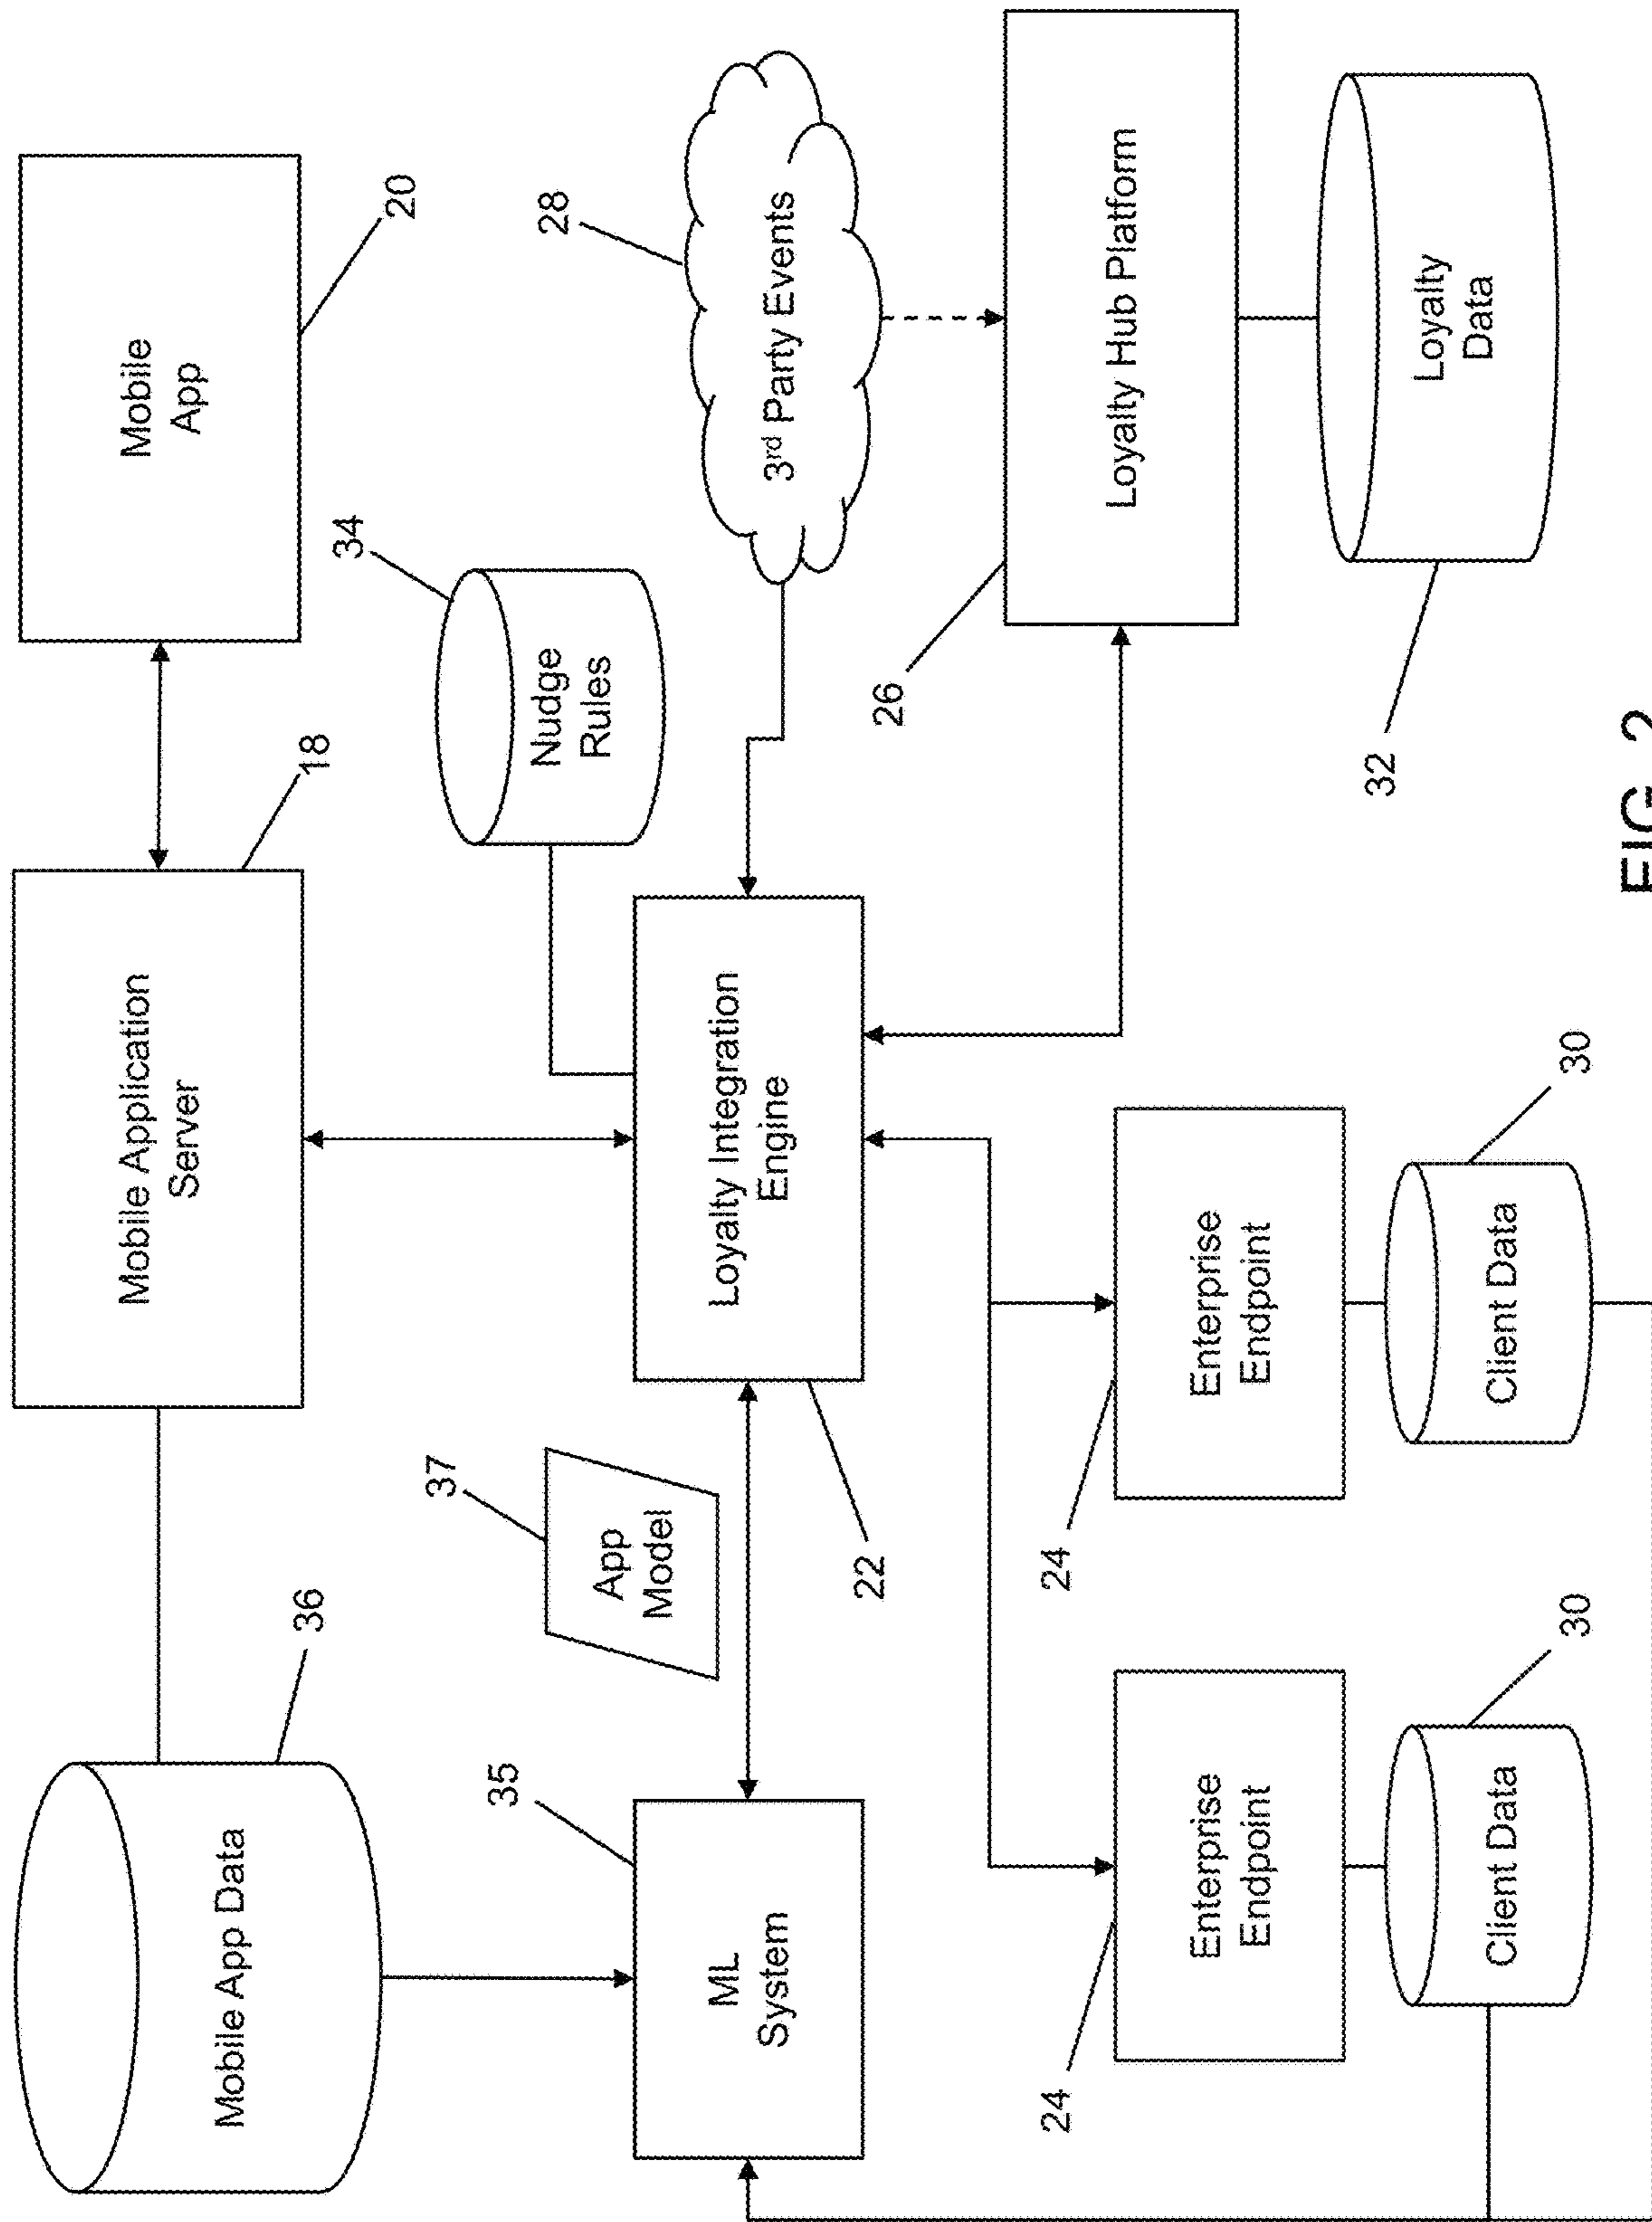 Mobile App Data
36
Mobile Application
Server
18
Mobile
App
20
ML
System
35
App
Model
37
Loyalty Integration
Engine
22
Nudge
Rules
34
3rd Party Events
28
Enterprise
Endpoint
24
Client Data
30
Enterprise
Endpoint
24
Client Data
30
Loyalty Hub Platform
26
Loyalty
Data
32
FIG. 2